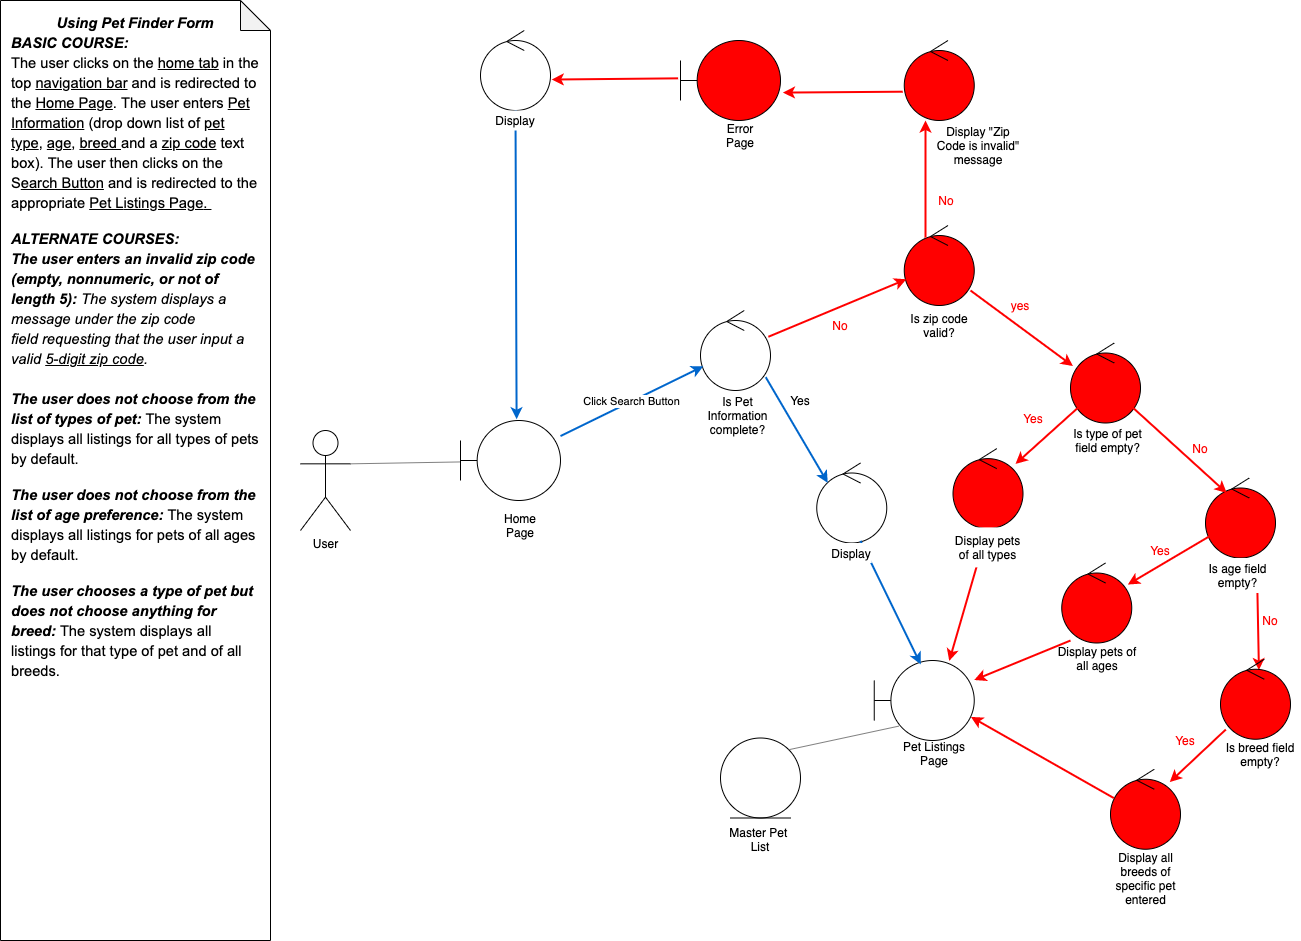 Using Pet Finder Form
BASIC COURSE:
The user clicks on the home tab in the
top navigation bar and is redirected to
the Home Page. The user enters Pet
Information (drop down list of pet
type, age, breed and a zip code text
box). The user then clicks on the
Search Button and is redirected to the
appropriate Pet Listings Page.
ALTERNATE COURSES:
The user enters an invalid zip code
(empty, nonnumeric, or not of
length 5): The system displays a
message under the zip code
field requesting that the user input a
valid 5-digit zip code.
The user does not choose from the
list of types of pet: The system
displays all listings for all types of pets
by default.
The user does not choose from the
list of age preference: The system
displays all listings for pets of all ages
by default.
The user chooses a type of pet but
does not choose anything for
breed: The system displays all
listings for that type of pet and of all
breeds.
Display
Error
Page
Display "Zip
Code is invalid"
message
No
Is zip code
valid?
yes
No
Click Search Button
Is Pet
Information
complete?
Yes
Is type of pet
field empty?
Yes
No
User
Home
Page
Display
Display pets
of all types
Is age field
empty?
Yes
No
Display pets of
all ages
Pet Listings
Page
Is breed field
empty?
Yes
Master Pet
List
Display all
breeds of
specific pet
entered